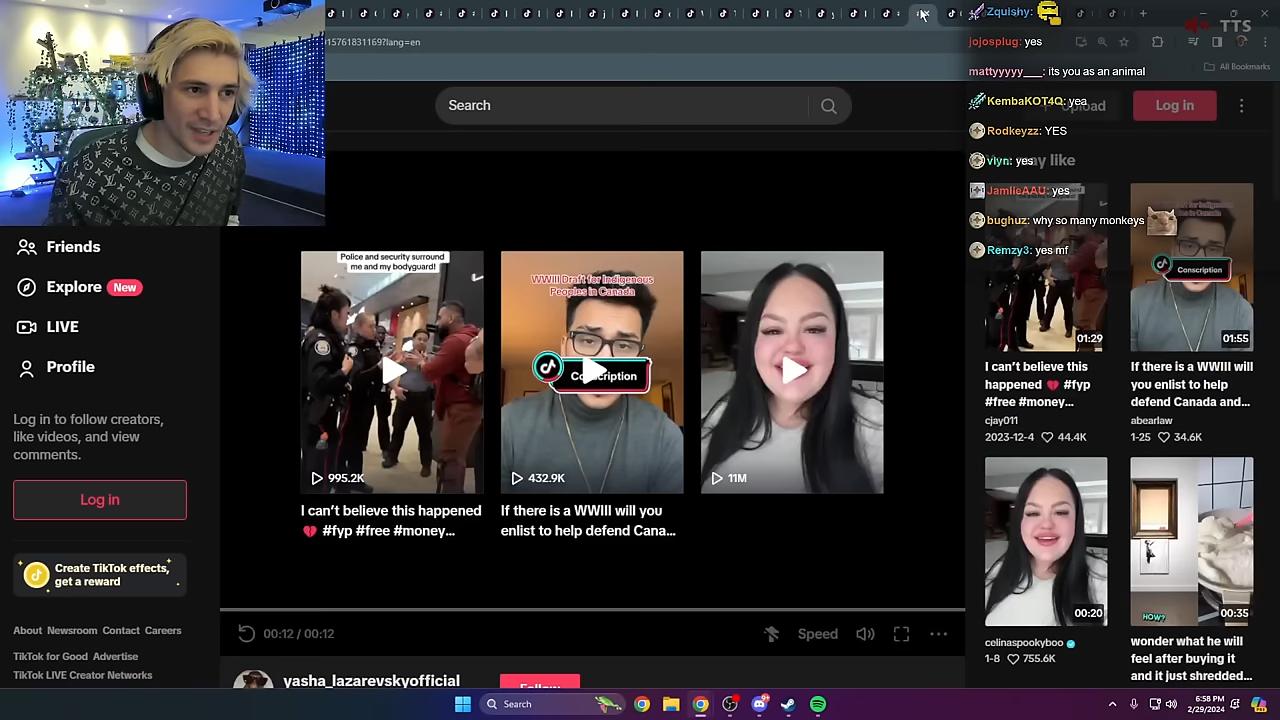 15761831169?lang=en
All Bookmarks
Zquishy:
TTS
jojosplug: yes
mattyyyyy___: its you as an animal
KembaKOT4Q: yea
Rodkeyzz: YES
vlyn: yes
JamlieAAU: yes
bughuz: why so many monkeys
Remzy3: yes mf
Search
Upload
Log in
may like
Friends
Explore New
LIVE
Profile
Log in to follow creators,
like videos, and view
comments.
Log in
Create TikTok effects,
get a reward
About Newsroom Contact Careers
TikTok for Good Advertise
TikTok LIVE Creator Networks
Police and security surround
me and my bodyguard!
995.2K
I can't believe this happened
💔 #fyp #free #money...
WWIII Draft for Indigenous
Peoples in Canada
Conscription
432.9K
If there is a WWIII will you
enlist to help defend Cana...
11M
00:12 / 00:12
Speed
yasha_lazarevskyofficial
Follow
01:29
I can't believe this
happened 💔 #fyp
#free #money...
cjay011
2023-12-4 44.4K
Conscription
01:55
If there is a WWIII will
you enlist to help
defend Canada and...
abearlaw
1-25 34.6K
00:20
celinaspookyboo
1-8 755.6K
HOW?
00:35
wonder what he will
feel after buying it
and it just shredded...
Search
6:58 PM
2/29/2024